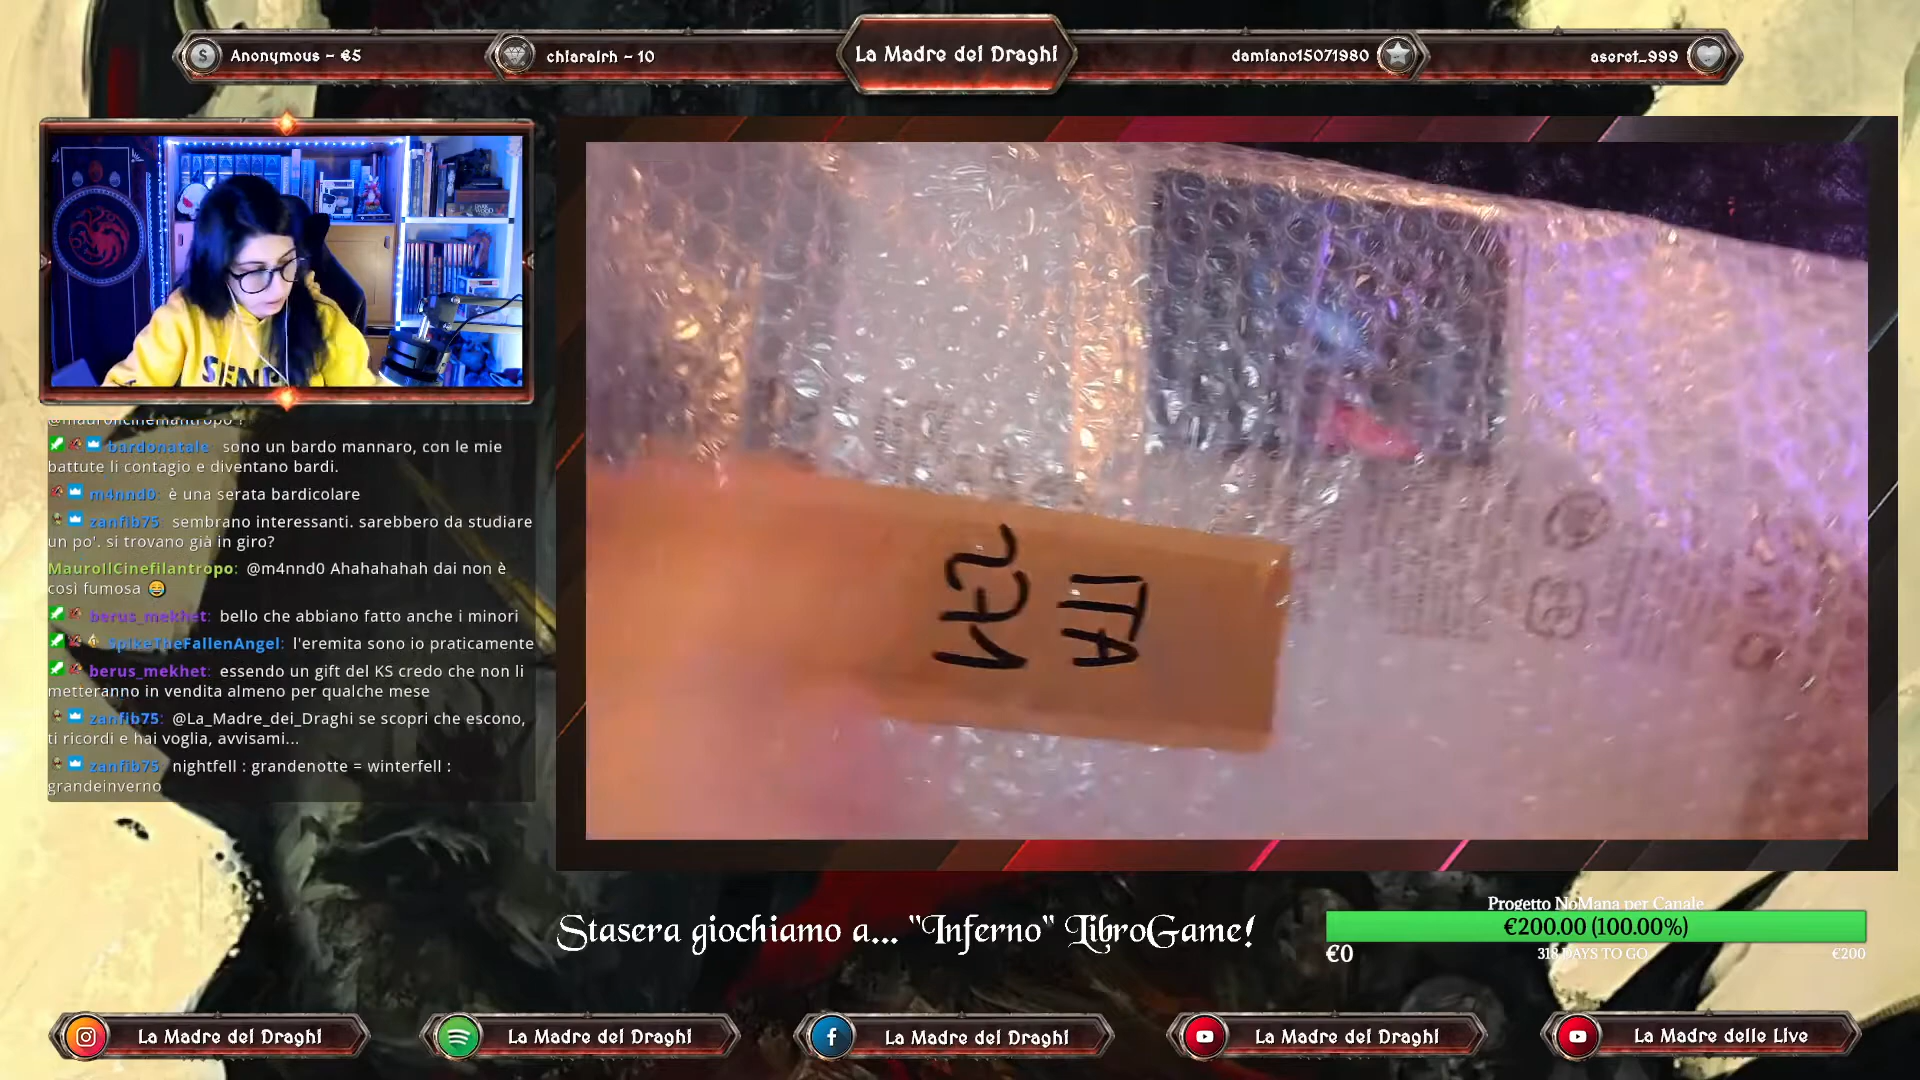 Anonymous - €5
chiaralrh - 10
La Madre dei Draghi
damiano15071980
aseret_999
SEND
@maurollcinefilantropo ?
bardonatale: sono un bardo mannaro, con le mie
battute li contagio e diventano bardi.
m4nnd0: è una serata bardicolare
zanfib75: sembrano interessanti. sarebbero da studiare
un po'. si trovano già in giro?
MaurollCinefilantropo: @m4nnd0 Ahahahahah dai non è
così fumosa 😂
berus_mekhet: bello che abbiano fatto anche i minori
SpikeTheFallenAngel: l'eremita sono io praticamente
berus_mekhet: essendo un gift del KS credo che non li
metteranno in vendita almeno per qualche mese
zanfib75: @La_Madre_dei_Draghi se scopri che escono,
ti ricordi e hai voglia, avvisami...
zanfib75: nightfell : grandenotte = winterfell :
grandeinverno
ITA
Stasera giochiamo a... "Inferno" LibroGame!
Progetto NoMana per Canale
€200.00 (100.00%)
€0
318 DAYS TO GO
€200
La Madre dei Draghi
La Madre dei Draghi
La Madre dei Draghi
La Madre dei Draghi
La Madre delle Live